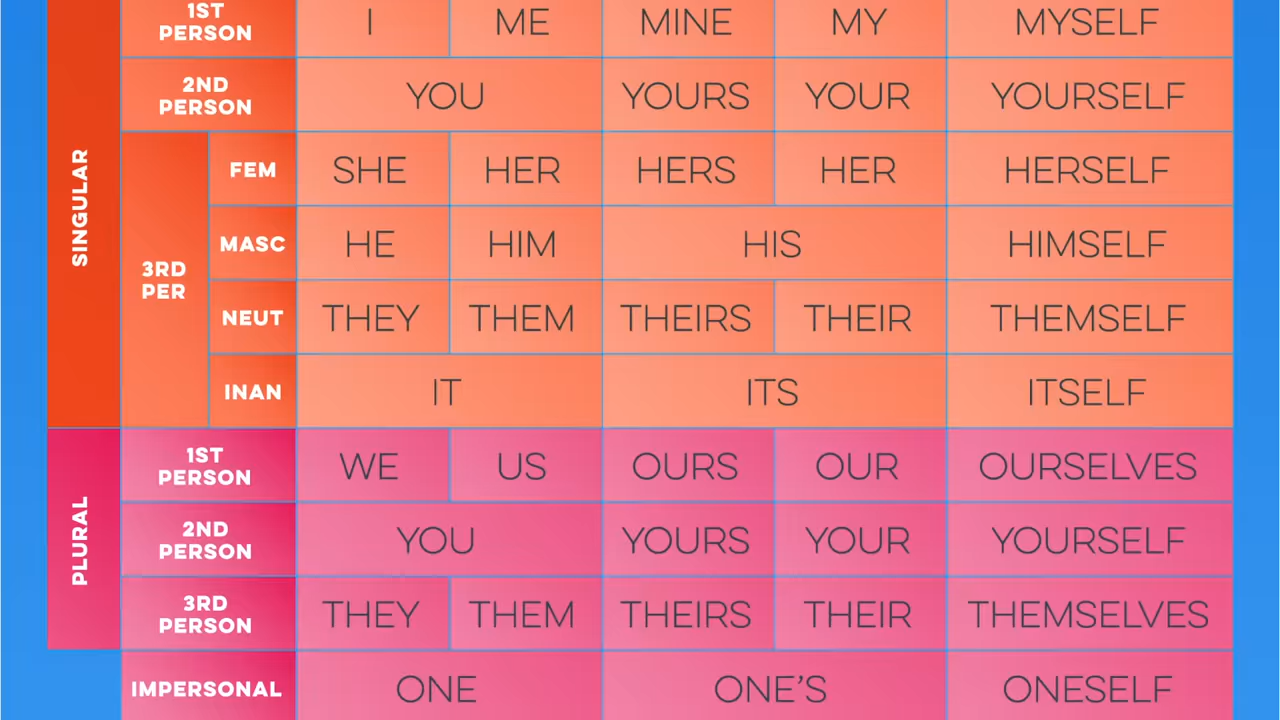 1ST PERSON I ME MINE MY MYSELF
2ND PERSON YOU YOURS YOUR YOURSELF
SINGULAR
3RD PER
FEM SHE HER HERS HER HERSELF
MASC HE HIM HIS HIMSELF
NEUT THEY THEM THEIRS THEIR THEMSELF
INAN IT ITS ITSELF
PLURAL
1ST PERSON WE US OURS OUR OURSELVES
2ND PERSON YOU YOURS YOUR YOURSELF
3RD PERSON THEY THEM THEIRS THEIR THEMSELVES
IMPERSONAL ONE ONE'S ONESELF